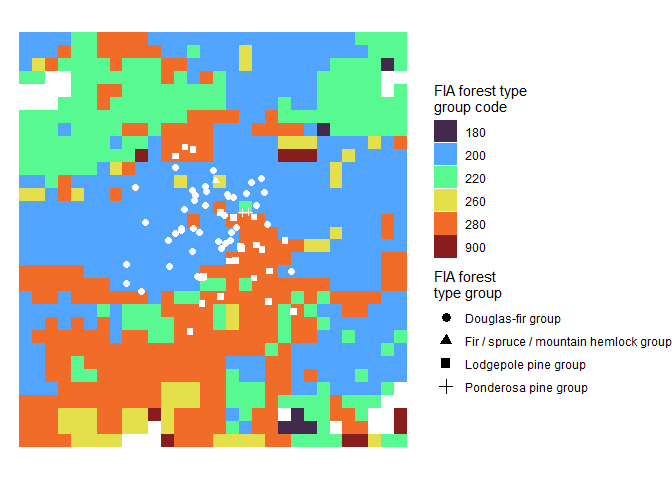 FIA forest type
group code
180
200
220
260
280
900
FIA forest
type group
Douglas-fir group
Fir / spruce / mountain hemlock group
Lodgepole pine group
Ponderosa pine group